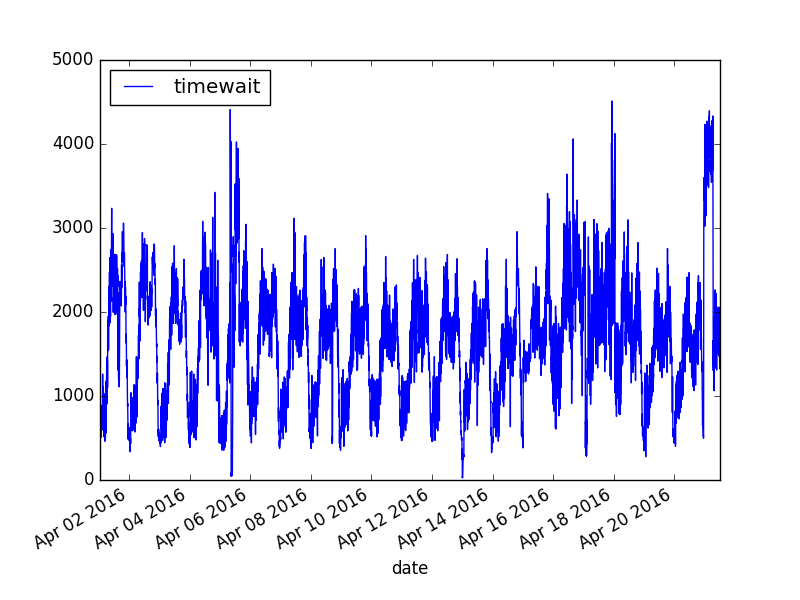 5000
timewait
4000
3000
2000
1000
0
Apr 02 2016
Apr 04 2016
Apr 06 2016
Apr 08 2016
Apr 10 2016
Apr 12 2016
Apr 14 2016
Apr 16 2016
Apr 18 2016
Apr 20 2016
date